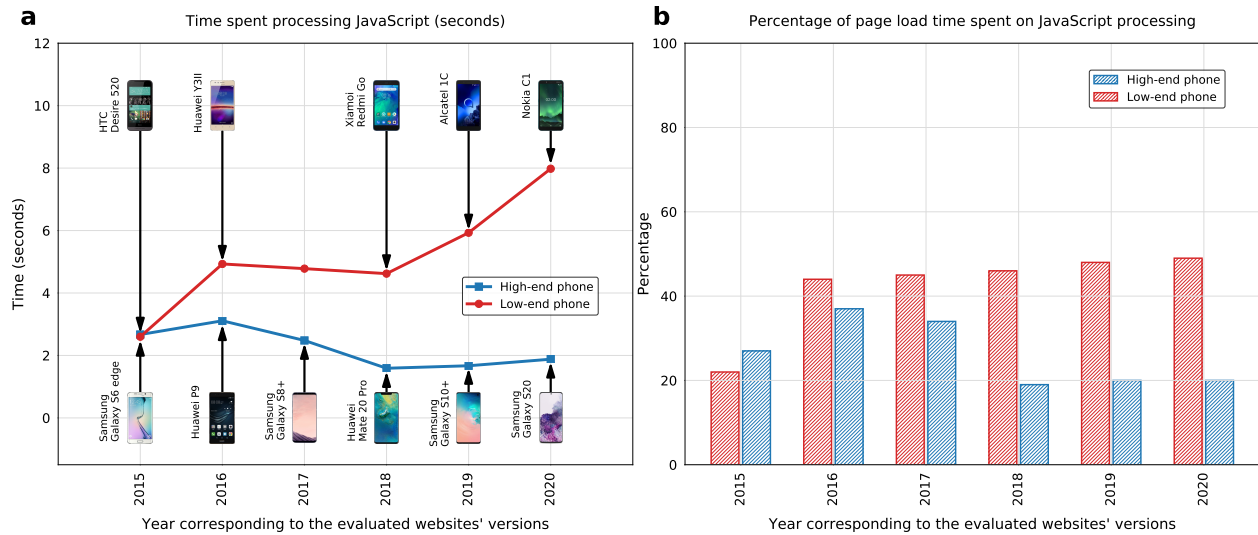 a
Time spent processing JavaScript (seconds)
12
10
8
6
4
2
0
Time (seconds)
HTC
Desire 520
Huawei Y3II
Xiamoi
Redmi Go
Alcatel 1C
Nokia C1
High-end phone
Low-end phone
Samsung
Galaxy S6 edge
Huawei P9
Samsung
Galaxy S8+
Huawei
Mate 20 Pro
Samsung
Galaxy S10+
Samsung
Galaxy S20
2015
2016
2017
2018
2019
2020
Year corresponding to the evaluated websites' versions
b
Percentage of page load time spent on JavaScript processing
100
80
60
40
20
0
Percentage
High-end phone
Low-end phone
2015
2016
2017
2018
2019
2020
Year corresponding to the evaluated websites' versions